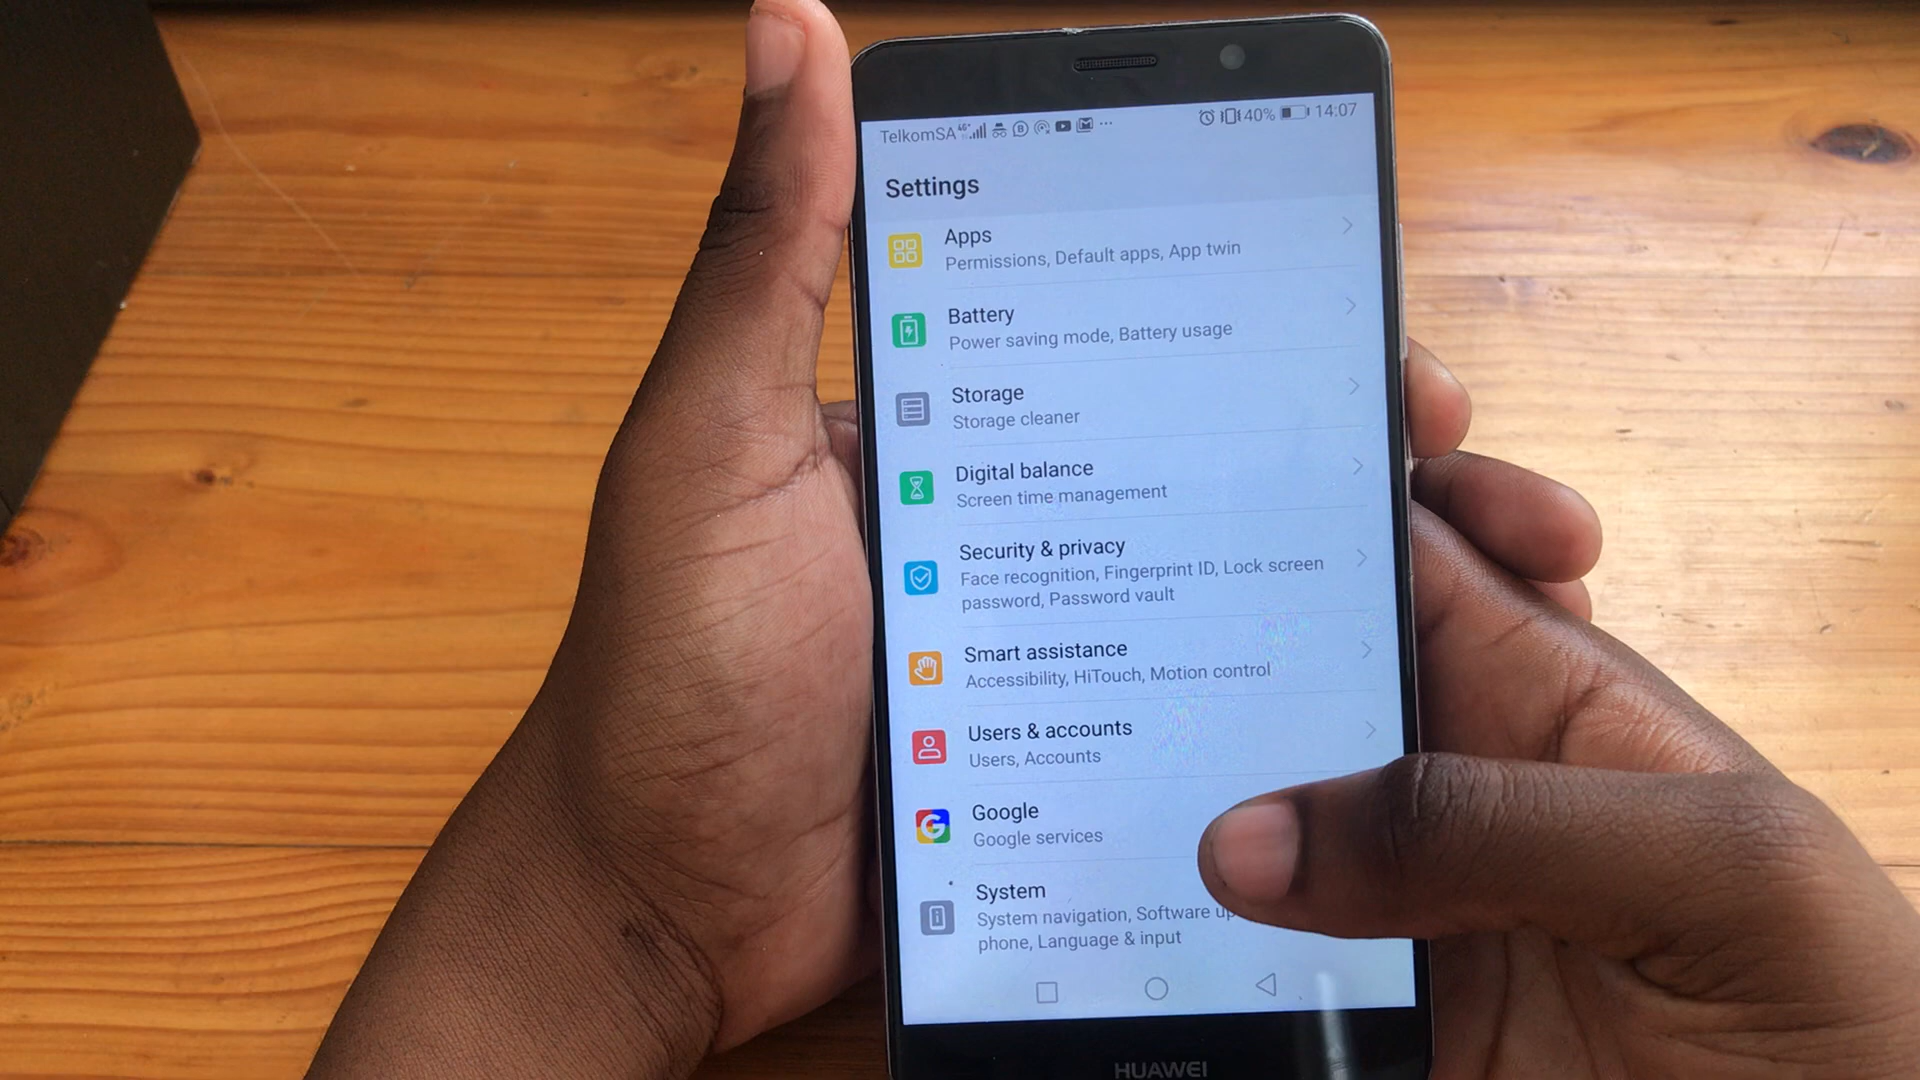 TelkomSA 4G+ 40% 14:07
Settings
Apps
Permissions, Default apps, App twin
Battery
Power saving mode, Battery usage
Storage
Storage cleaner
Digital balance
Screen time management
Security & privacy
Face recognition, Fingerprint ID, Lock screen
password, Password vault
Smart assistance
Accessibility, HiTouch, Motion control
Users & accounts
Users, Accounts
Google
Google services
System
System navigation, Software
phone, Language & input
HUAWEI